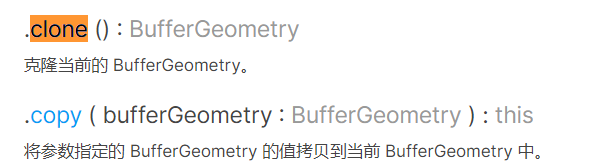 .clone () : BufferGeometry
克隆当前的 BufferGeometry。
.copy ( bufferGeometry : BufferGeometry ) : this
将参数指定的 BufferGeometry 的值拷贝到当前 BufferGeometry 中。